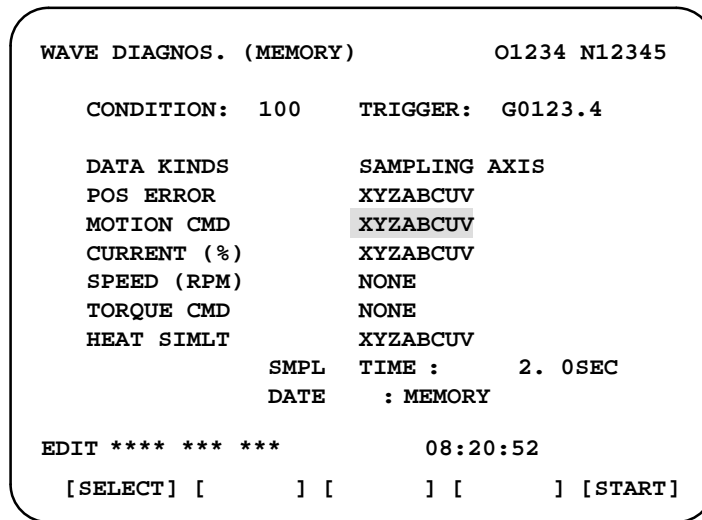 WAVE DIAGNOS. (MEMORY) O1234 N12345
CONDITION: 100 TRIGGER: G0123.4
DATA KINDS SAMPLING AXIS
POS ERROR XYZABCUV
MOTION CMD XYZABCUV
CURRENT (%) XYZABCUV
SPEED (RPM) NONE
TORQUE CMD NONE
HEAT SIMLT XYZABCUV
SMPL TIME : 2. 0SEC
DATE : MEMORY
EDIT **** *** *** 08:20:52
[SELECT] [ ] [ ] [ ] [START]